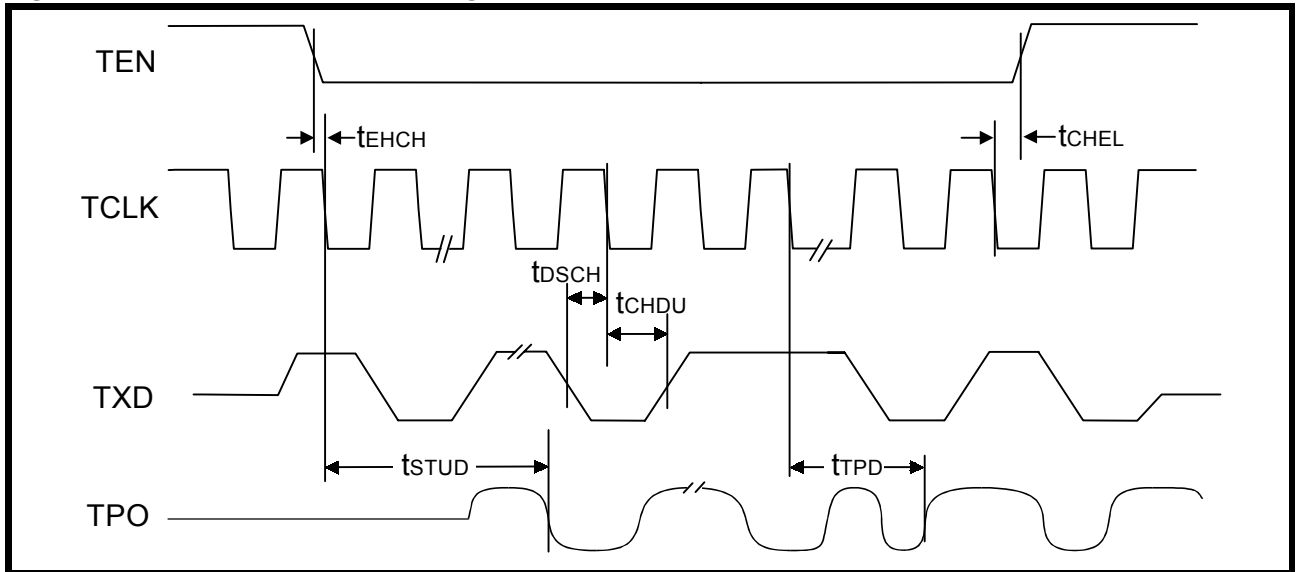 TEN
tEHCH
tCHEL
TCLK
tDSCH
tCHDU
TXD
tSTUD
tTPD
TPO